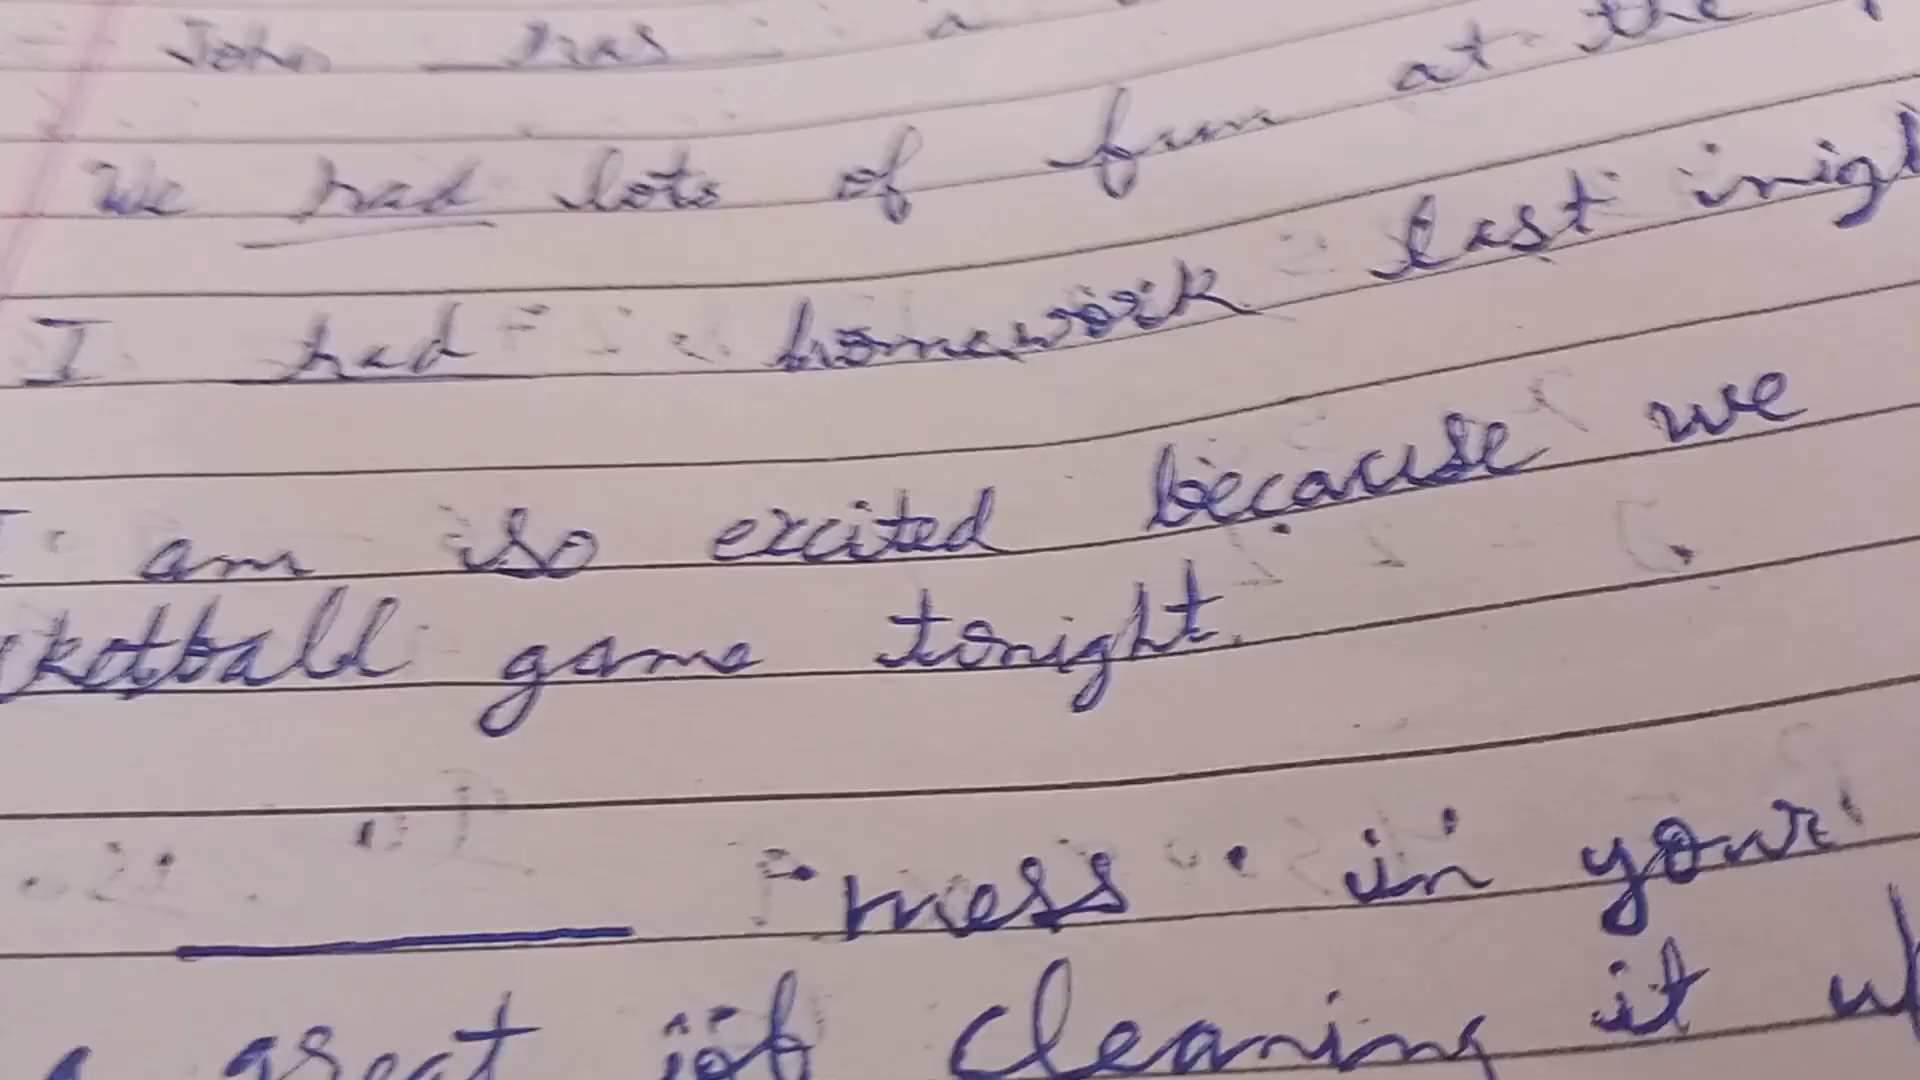 John has a
We had lots of fun at the
I had homework last nigh
I am so excited because we
sketball game tonight.
mess in your
a great job cleaning it u